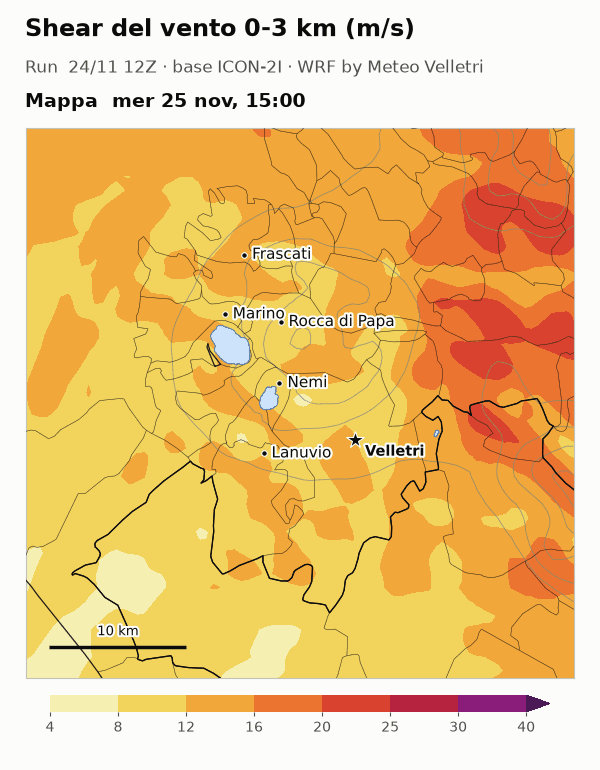 Shear del vento 0-3 km (m/s)
Run  24/11 12Z · base ICON-2I · WRF by Meteo Velletri
Mappa  mer 25 nov, 15:00
Frascati
Marino
Rocca di Papa
Nemi
Velletri
Lanuvio
10 km
4 8 12 16 20 25 30 40